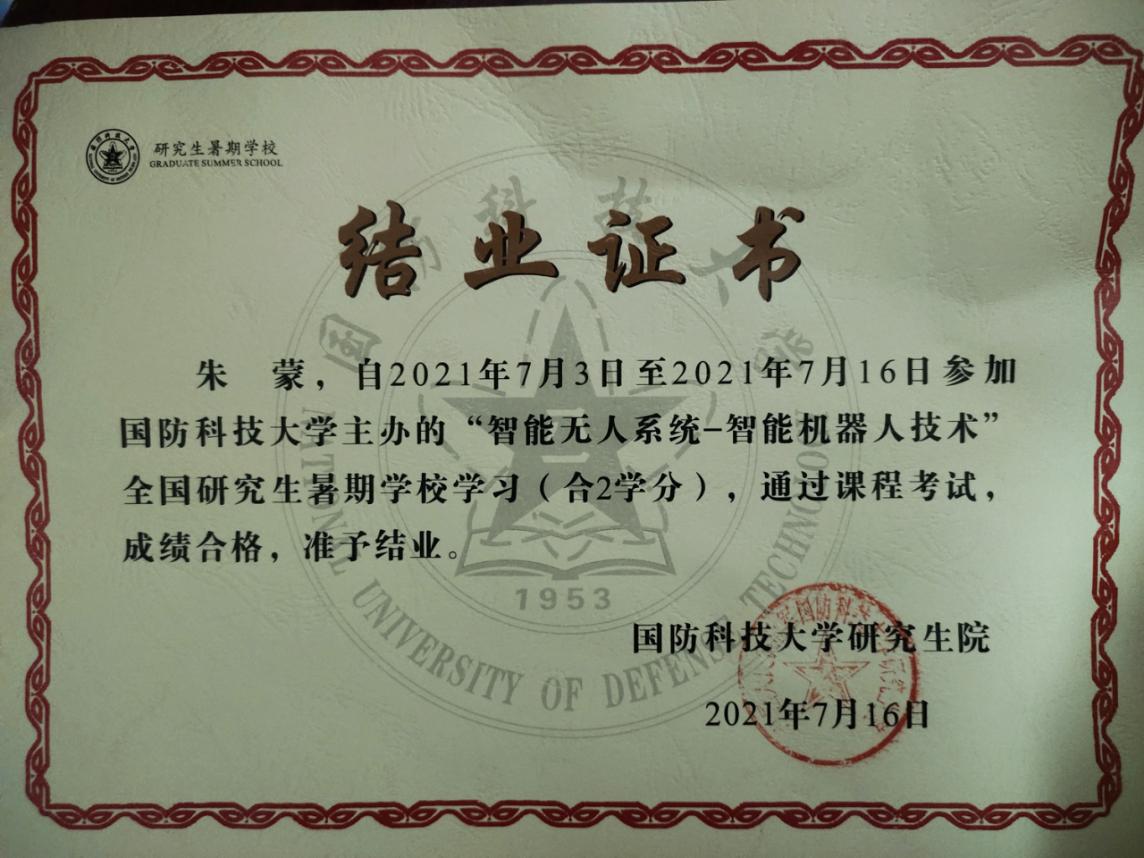 研究生暑期学校
GRADUATE SUMMER SCHOOL
结业证书
朱　蒙，自2021年7月3日至2021年7月16日参加
国防科技大学主办的“智能无人系统-智能机器人技术”
全国研究生暑期学校学习（合2学分），通过课程考试，
成绩合格，准予结业。
1953
NATIONAL UNIVERSITY OF DEFENSE TECHNOLOGY
国防科技大学研究生院
2021年7月16日